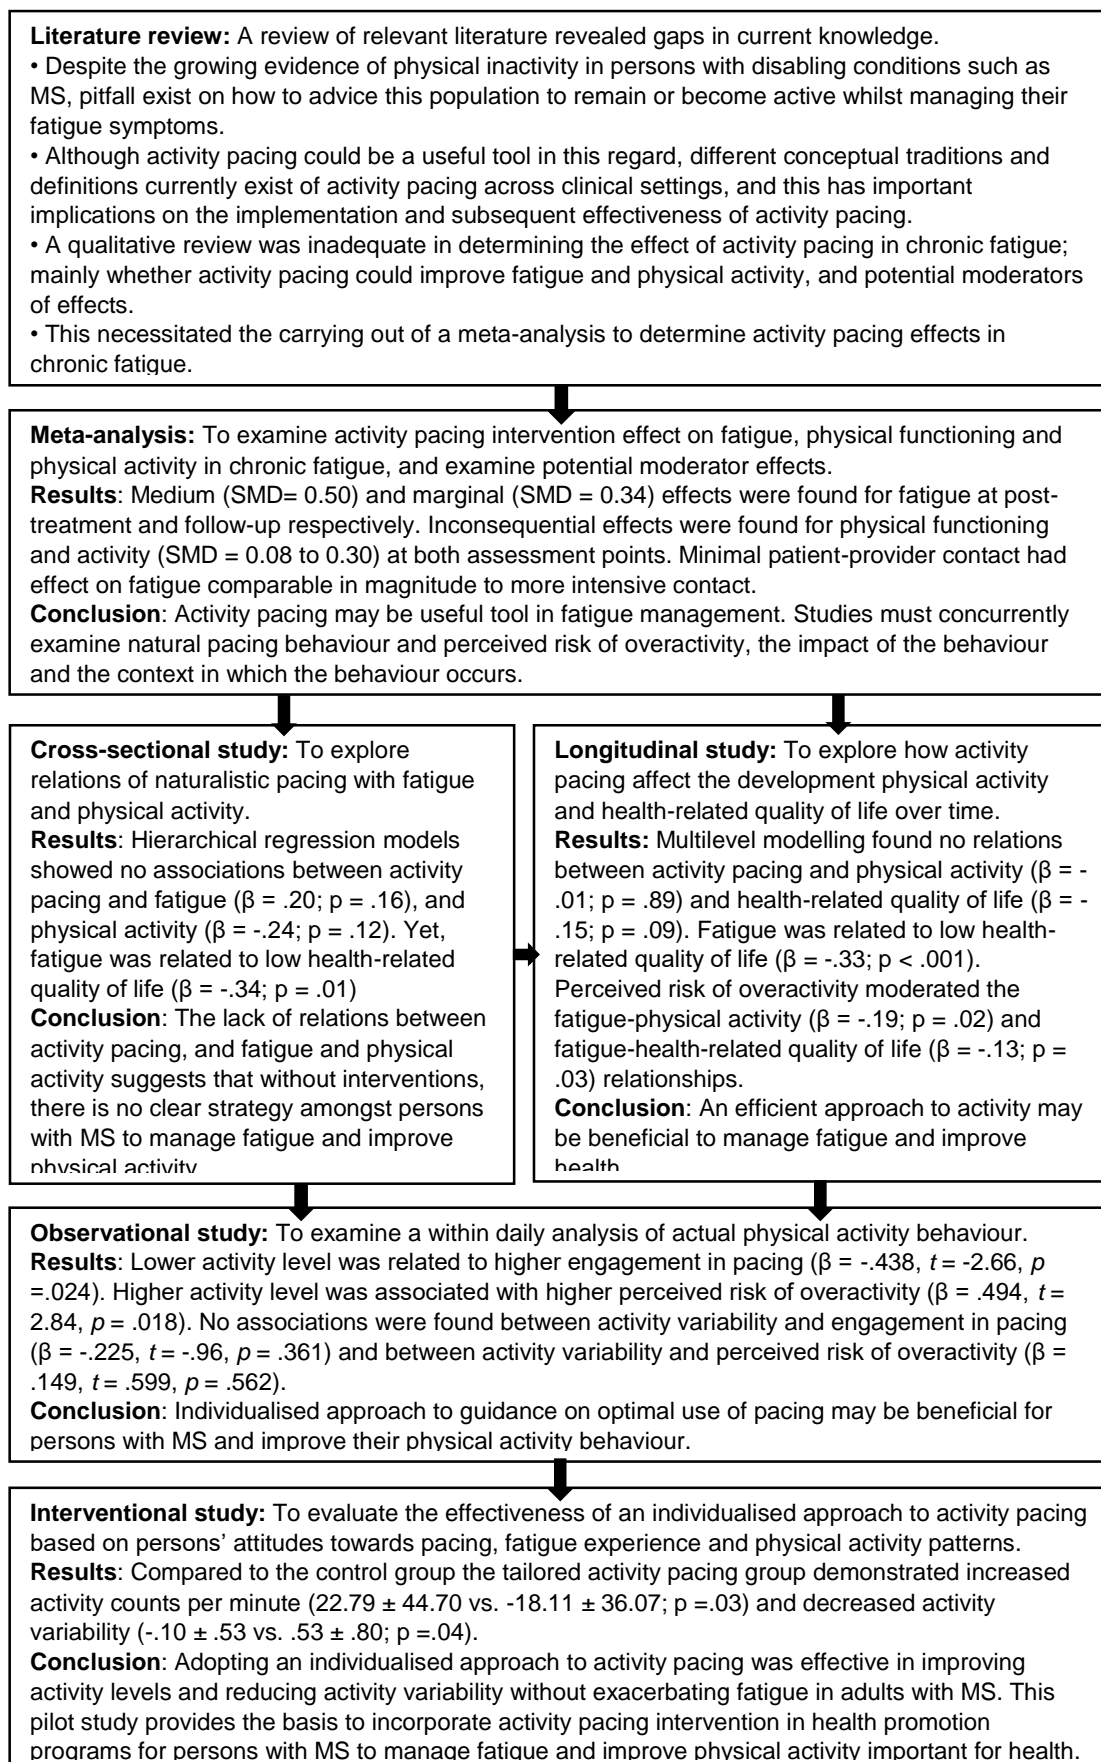 Literature review: A review of relevant literature revealed gaps in current knowledge.
• Despite the growing evidence of physical inactivity in persons with disabling conditions such as
MS, pitfall exist on how to advice this population to remain or become active whilst managing their
fatigue symptoms.
• Although activity pacing could be a useful tool in this regard, different conceptual traditions and
definitions currently exist of activity pacing across clinical settings, and this has important
implications on the implementation and subsequent effectiveness of activity pacing.
• A qualitative review was inadequate in determining the effect of activity pacing in chronic fatigue;
mainly whether activity pacing could improve fatigue and physical activity, and potential moderators
of effects.
• This necessitated the carrying out of a meta-analysis to determine activity pacing effects in
chronic fatigue.
Meta-analysis: To examine activity pacing intervention effect on fatigue, physical functioning and
physical activity in chronic fatigue, and examine potential moderator effects.
Results: Medium (SMD= 0.50) and marginal (SMD = 0.34) effects were found for fatigue at post-
treatment and follow-up respectively. Inconsequential effects were found for physical functioning
and activity (SMD = 0.08 to 0.30) at both assessment points. Minimal patient-provider contact had
effect on fatigue comparable in magnitude to more intensive contact.
Conclusion: Activity pacing may be useful tool in fatigue management. Studies must concurrently
examine natural pacing behaviour and perceived risk of overactivity, the impact of the behaviour
and the context in which the behaviour occurs.
Cross-sectional study: To explore
relations of naturalistic pacing with fatigue
and physical activity.
Results: Hierarchical regression models
showed no associations between activity
pacing and fatigue (β = .20; p = .16), and
physical activity (β = -.24; p = .12). Yet,
fatigue was related to low health-related
quality of life (β = -.34; p = .01)
Conclusion: The lack of relations between
activity pacing, and fatigue and physical
activity suggests that without interventions,
there is no clear strategy amongst persons
with MS to manage fatigue and improve
physical activity
Longitudinal study: To explore how activity
pacing affect the development physical activity
and health-related quality of life over time.
Results: Multilevel modelling found no relations
between activity pacing and physical activity (β = -
.01; p = .89) and health-related quality of life (β = -
.15; p = .09). Fatigue was related to low health-
related quality of life (β = -.33; p < .001).
Perceived risk of overactivity moderated the
fatigue-physical activity (β = -.19; p = .02) and
fatigue-health-related quality of life (β = -.13; p =
.03) relationships.
Conclusion: An efficient approach to activity may
be beneficial to manage fatigue and improve
health
Observational study: To examine a within daily analysis of actual physical activity behaviour.
Results: Lower activity level was related to higher engagement in pacing (β = -.438, t = -2.66, p
=.024). Higher activity level was associated with higher perceived risk of overactivity (β = .494, t =
2.84, p = .018). No associations were found between activity variability and engagement in pacing
(β = -.225, t = -.96, p = .361) and between activity variability and perceived risk of overactivity (β =
.149, t = .599, p = .562).
Conclusion: Individualised approach to guidance on optimal use of pacing may be beneficial for
persons with MS and improve their physical activity behaviour.
Interventional study: To evaluate the effectiveness of an individualised approach to activity pacing
based on persons’ attitudes towards pacing, fatigue experience and physical activity patterns.
Results: Compared to the control group the tailored activity pacing group demonstrated increased
activity counts per minute (22.79 ± 44.70 vs. -18.11 ± 36.07; p =.03) and decreased activity
variability (-.10 ± .53 vs. .53 ± .80; p =.04).
Conclusion: Adopting an individualised approach to activity pacing was effective in improving
activity levels and reducing activity variability without exacerbating fatigue in adults with MS. This
pilot study provides the basis to incorporate activity pacing intervention in health promotion
programs for persons with MS to manage fatigue and improve physical activity important for health.